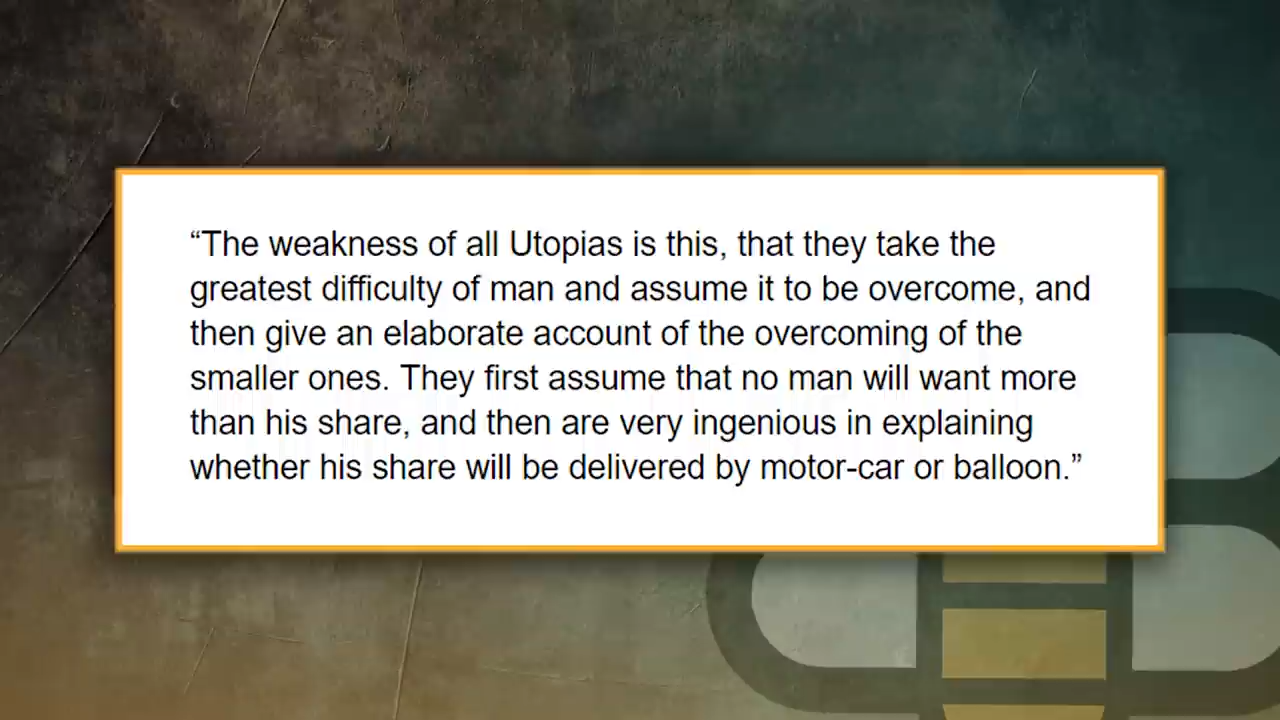 “The weakness of all Utopias is this, that they take the
greatest difficulty of man and assume it to be overcome, and
then give an elaborate account of the overcoming of the
smaller ones. They first assume that no man will want more
than his share, and then are very ingenious in explaining
whether his share will be delivered by motor-car or balloon.”